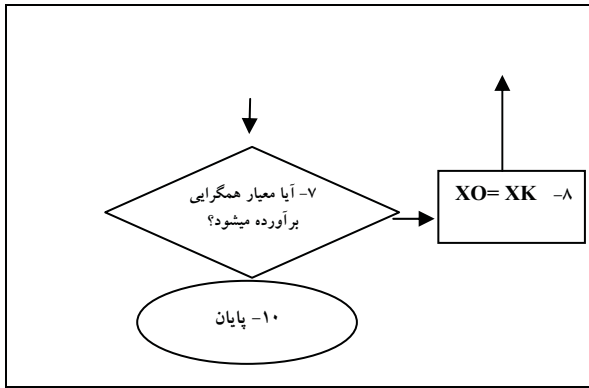 ۷- آیا معیار همگرایی
برآورده میشود؟
۸- XO= XK
۱۰- پایان